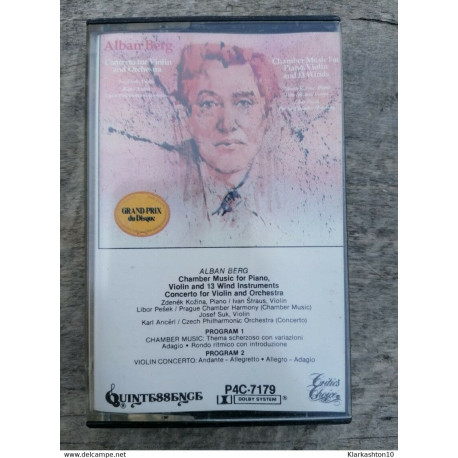 Alban Berg
Concerto for Violin
and Orchestra
Chamber Music for
Piano, Violin
and 13 Winds
GRAND PRIX
du Disque
ALBAN BERG
Chamber Music for Piano,
Violin and 13 Wind Instruments
Concerto for Violin and Orchestra
Zdeněk Kožina, Piano / Ivan Štraus, Violin
Libor Pešek / Prague Chamber Harmony (Chamber Music)
Josef Suk, Violin
Karl Ančerl / Czech Philharmonic Orchestra (Concerto)
PROGRAM 1
CHAMBER MUSIC: Thema scherzoso con variazioni
Adagio • Rondo ritmico con introduzione
PROGRAM 2
VIOLIN CONCERTO: Andante – Allegretto • Allegro – Adagio
QUINTESSENCE
P4C-7179
DOLBY SYSTEM
Critic's
Choice
www.delcampe.net
Klarkashton10